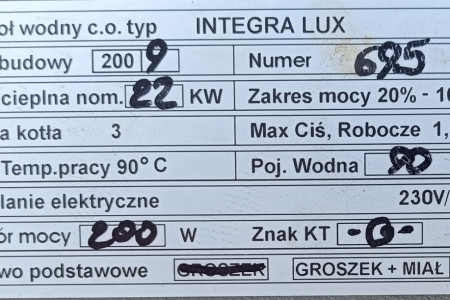 oł wodny c.o. typ INTEGRA LUX
budowy 2009 Numer 695
cieplna nom. 22 KW Zakres mocy 20% - 1
a kotła 3 Max Ciś, Robocze 1,
Temp.pracy 90° C Poj. Wodna 90
lanie elektryczne 230V/
ór mocy 200 W Znak KT -0-
wo podstawowe GROSZEK GROSZEK + MIAŁ